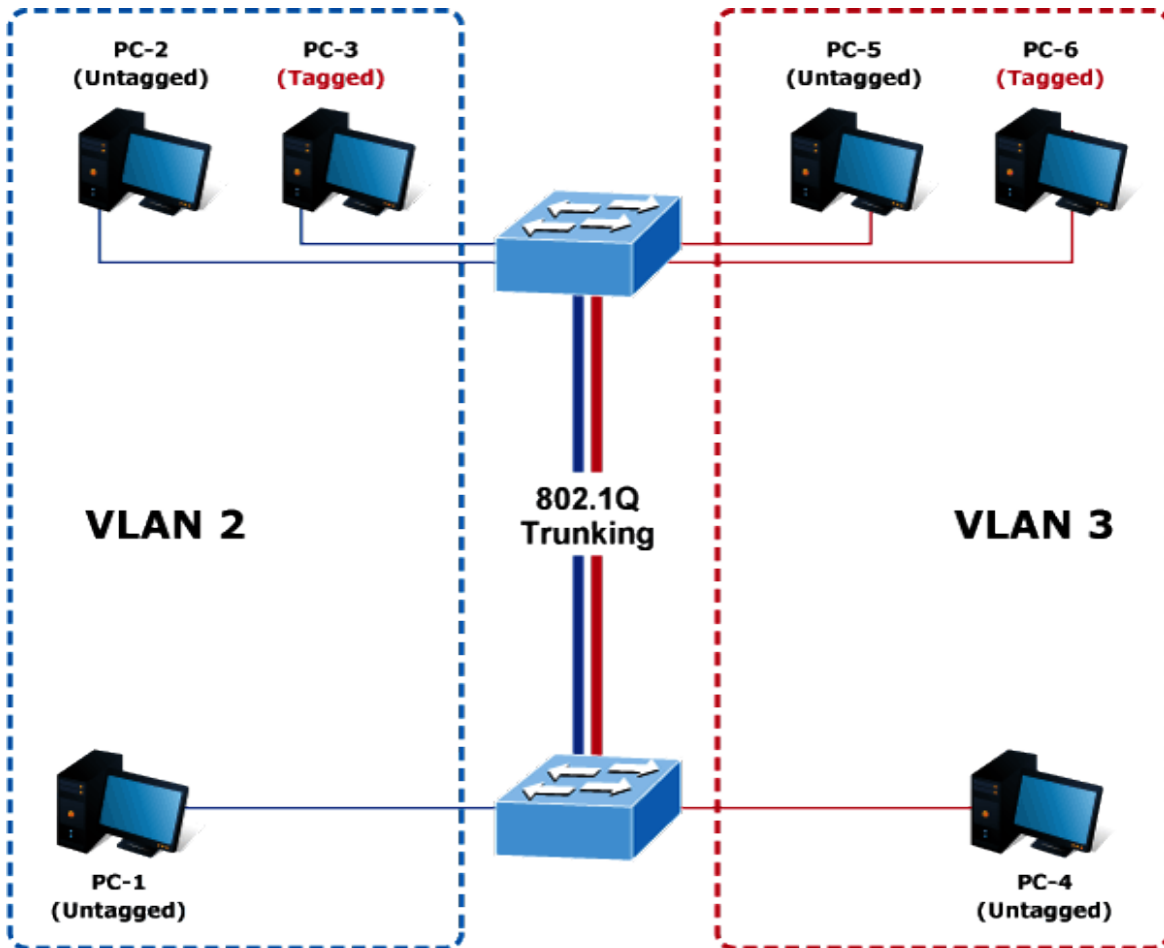 PC-2
(Untagged)
PC-3
(Tagged)
PC-5
(Untagged)
PC-6
(Tagged)
802.1Q
Trunking
VLAN 2
VLAN 3
PC-1
(Untagged)
PC-4
(Untagged)